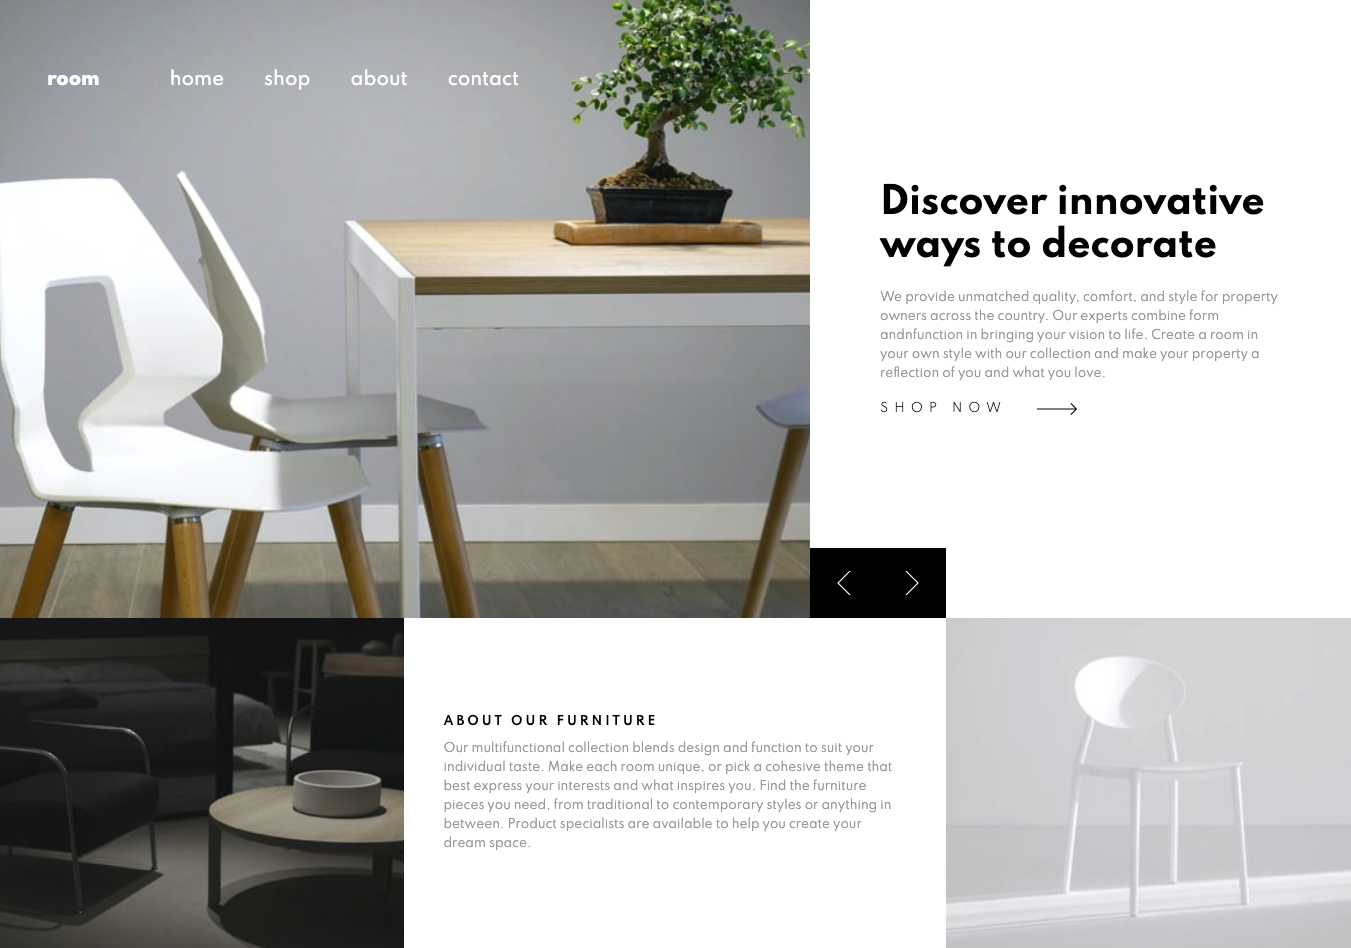 room home shop about contact
Discover innovative
ways to decorate
We provide unmatched quality, comfort, and style for property
owners across the country. Our experts combine form
andnfunction in bringing your vision to life. Create a room in
your own style with our collection and make your property a
reflection of you and what you love.
SHOP NOW
ABOUT OUR FURNITURE
Our multifunctional collection blends design and function to suit your
individual taste. Make each room unique, or pick a cohesive theme that
best express your interests and what inspires you. Find the furniture
pieces you need, from traditional to contemporary styles or anything in
between. Product specialists are available to help you create your
dream space.